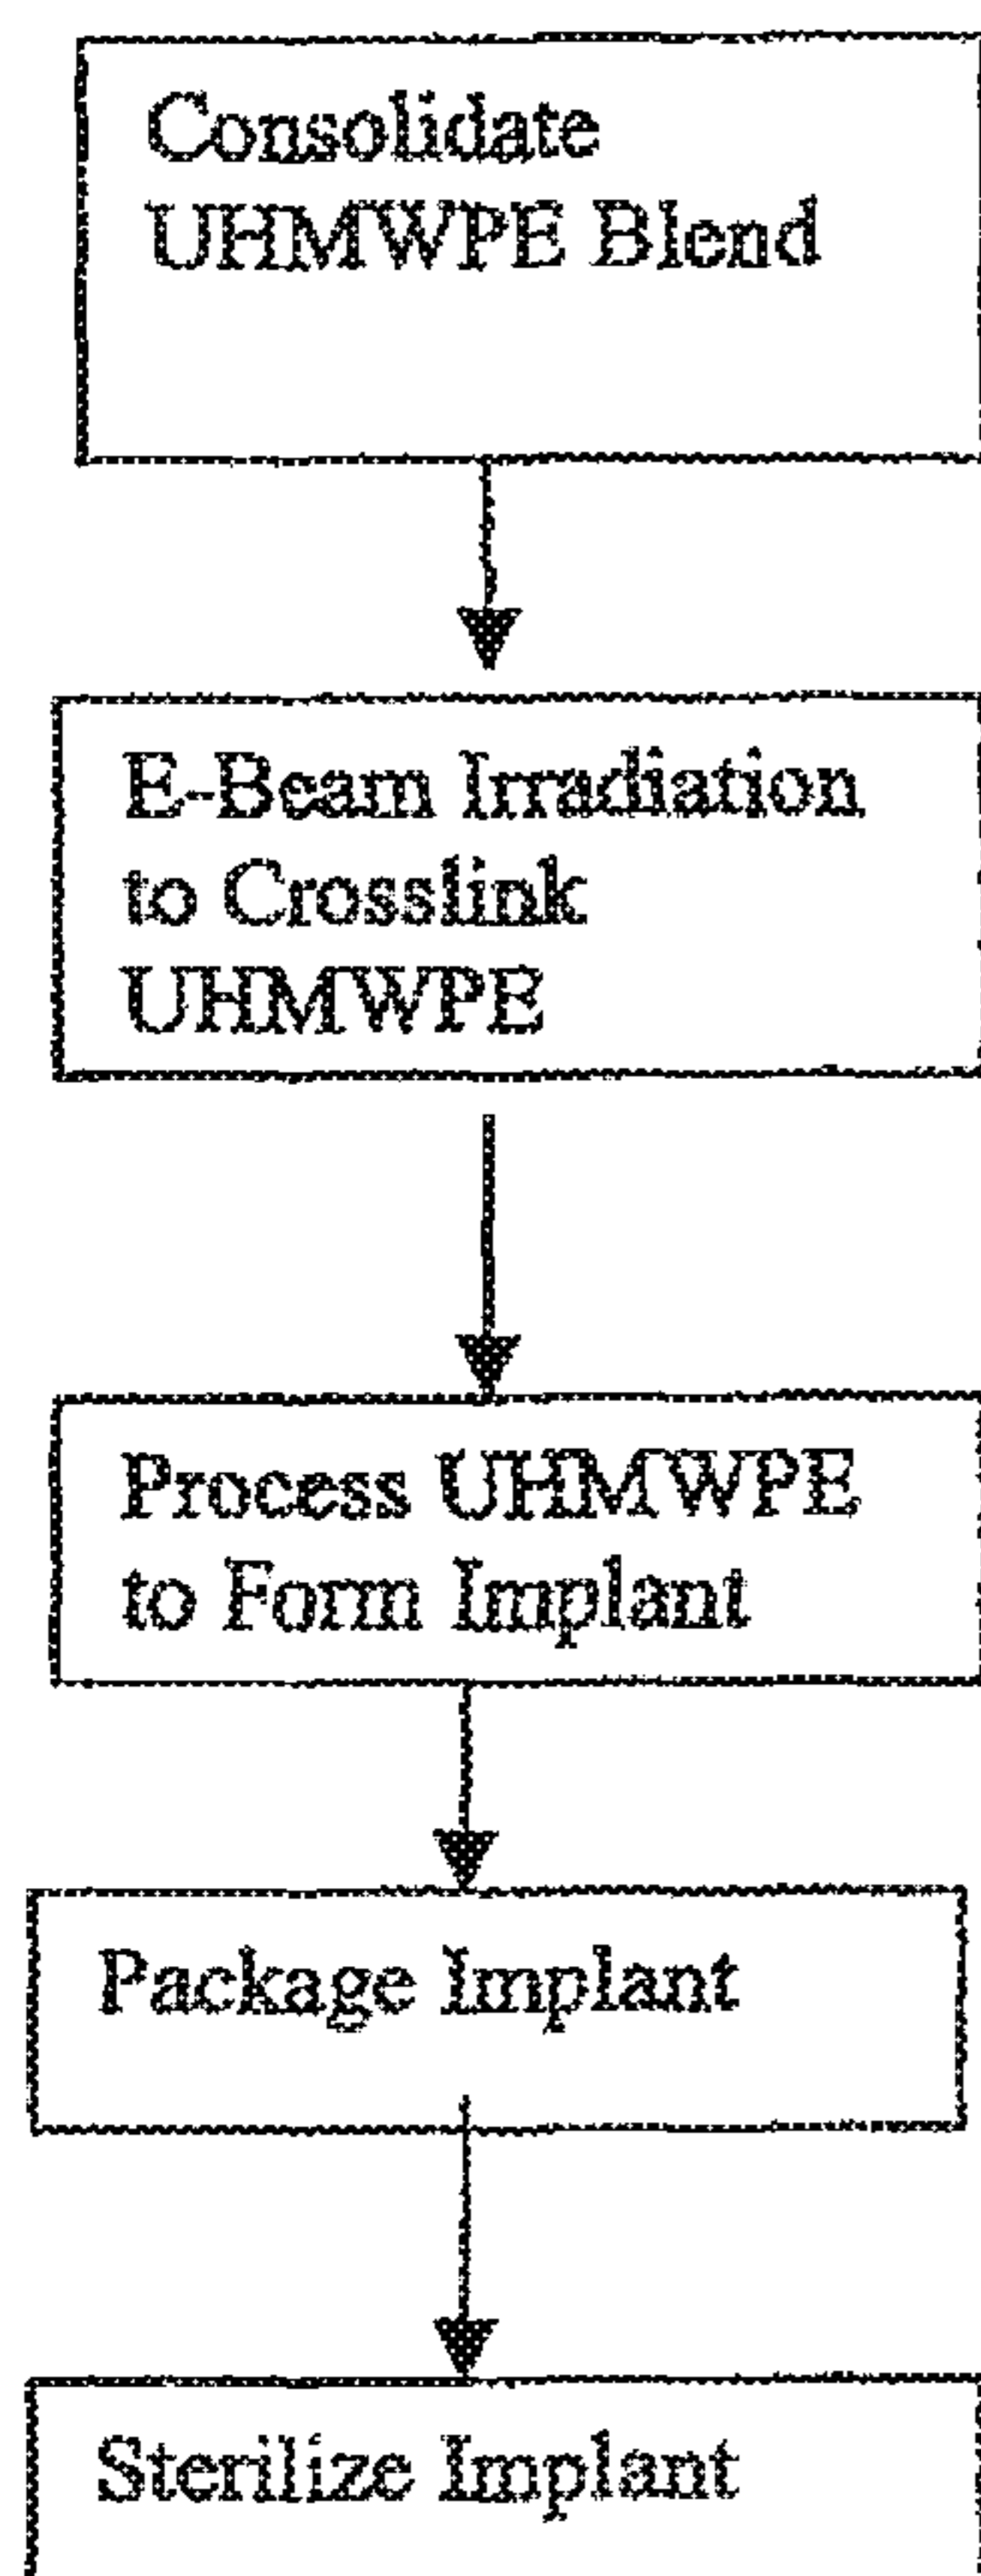 Consolidate
UHMWPE Blend
E-Beam Irradiation
to Crosslink
UHMWPE
Process UHMWPE
to Form Implant
Package Implant
Sterilize Implant